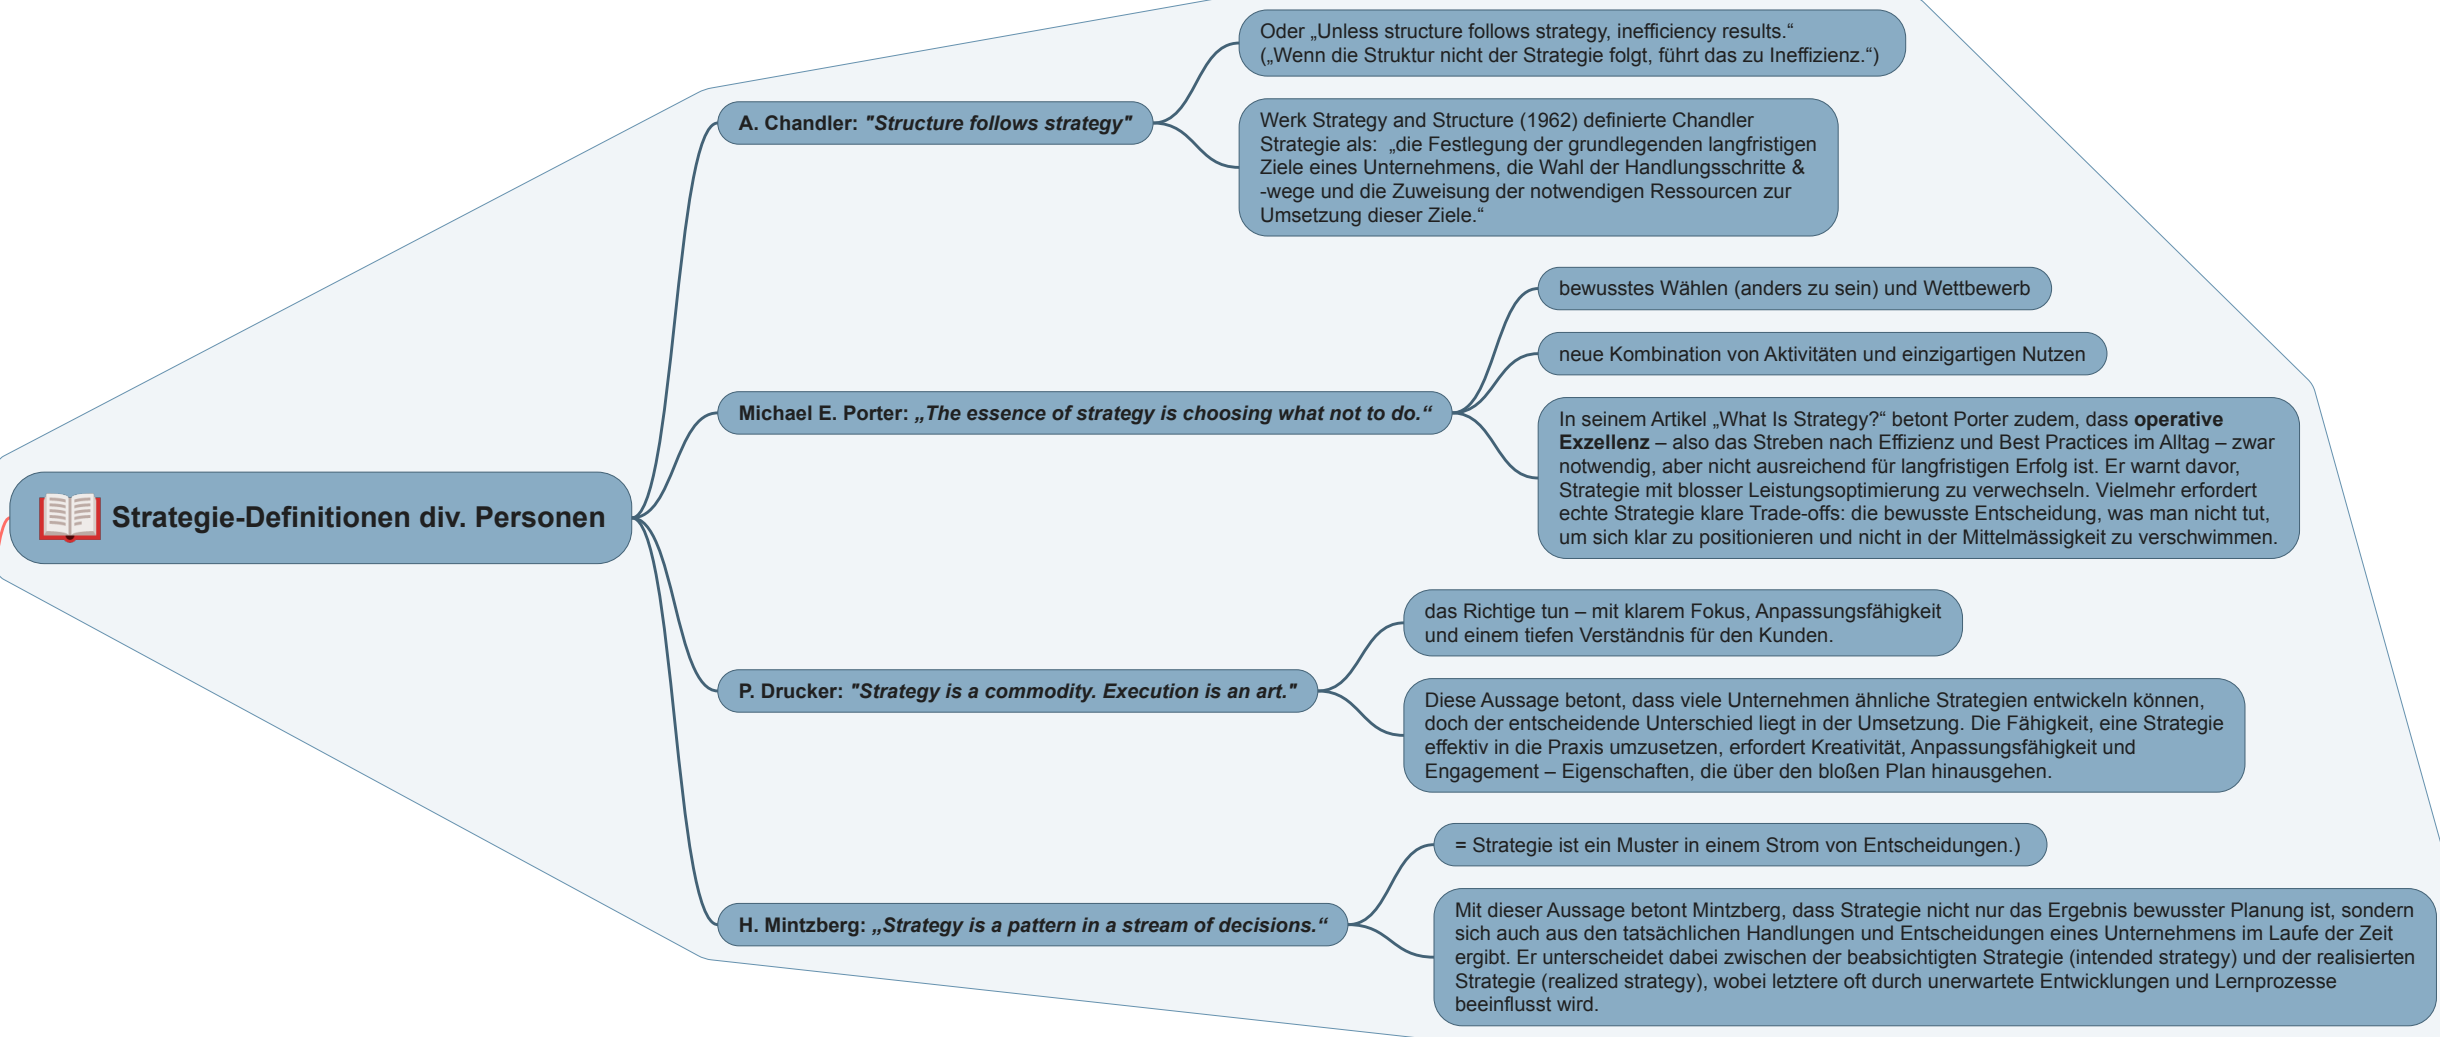 Strategie-Definitionen div. Personen
A. Chandler: "Structure follows strategy"
Oder „Unless structure follows strategy, inefficiency results.“
(„Wenn die Struktur nicht der Strategie folgt, führt das zu Ineffizienz.“)
Werk Strategy and Structure (1962) definierte Chandler
Strategie als:  „die Festlegung der grundlegenden langfristigen
Ziele eines Unternehmens, die Wahl der Handlungsschritte &
-wege und die Zuweisung der notwendigen Ressourcen zur
Umsetzung dieser Ziele.“
Michael E. Porter: „The essence of strategy is choosing what not to do.“
bewusstes Wählen (anders zu sein) und Wettbewerb
neue Kombination von Aktivitäten und einzigartigen Nutzen
In seinem Artikel „What Is Strategy?“ betont Porter zudem, dass operative
Exzellenz – also das Streben nach Effizienz und Best Practices im Alltag – zwar
notwendig, aber nicht ausreichend für langfristigen Erfolg ist. Er warnt davor,
Strategie mit blosser Leistungsoptimierung zu verwechseln. Vielmehr erfordert
echte Strategie klare Trade-offs: die bewusste Entscheidung, was man nicht tut,
um sich klar zu positionieren und nicht in der Mittelmässigkeit zu verschwimmen.
P. Drucker: "Strategy is a commodity. Execution is an art."
das Richtige tun – mit klarem Fokus, Anpassungsfähigkeit
und einem tiefen Verständnis für den Kunden.
Diese Aussage betont, dass viele Unternehmen ähnliche Strategien entwickeln können,
doch der entscheidende Unterschied liegt in der Umsetzung. Die Fähigkeit, eine Strategie
effektiv in die Praxis umzusetzen, erfordert Kreativität, Anpassungsfähigkeit und
Engagement – Eigenschaften, die über den bloßen Plan hinausgehen.
H. Mintzberg: „Strategy is a pattern in a stream of decisions.“
= Strategie ist ein Muster in einem Strom von Entscheidungen.)
Mit dieser Aussage betont Mintzberg, dass Strategie nicht nur das Ergebnis bewusster Planung ist, sondern
sich auch aus den tatsächlichen Handlungen und Entscheidungen eines Unternehmens im Laufe der Zeit
ergibt. Er unterscheidet dabei zwischen der beabsichtigten Strategie (intended strategy) und der realisierten
Strategie (realized strategy), wobei letztere oft durch unerwartete Entwicklungen und Lernprozesse
beeinflusst wird.